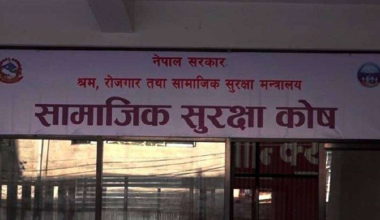 नेपाल सरकार
श्रम, रोजगार तथा सामाजिक सुरक्षा मन्त्रालय
सामाजिक सुरक्षा कोष